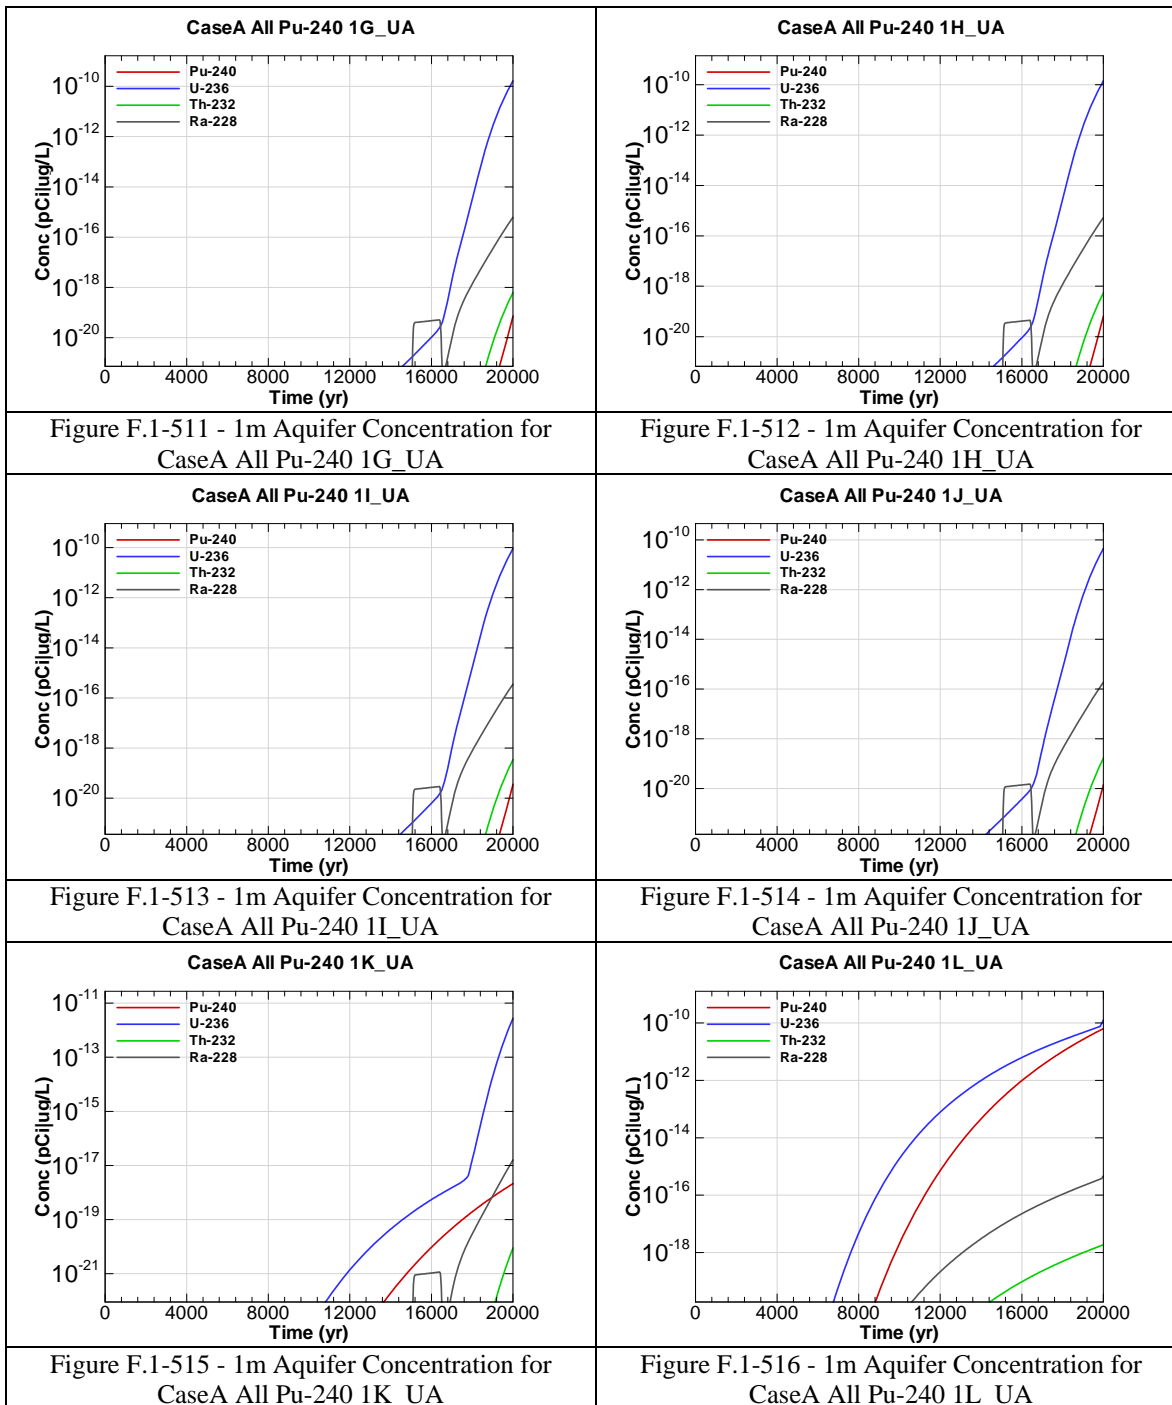 CaseA All Pu-240 1G_UA
Conc (pCi|ug/L)
10-10
10-12
10-14
10-16
10-18
10-20
Pu-240
U-236
Th-232
Ra-228
0 4000 8000 12000 16000 20000
Time (yr)
Figure F.1-511 - 1m Aquifer Concentration for
CaseA All Pu-240 1G_UA
CaseA All Pu-240 1H_UA
Conc (pCi|ug/L)
10-10
10-12
10-14
10-16
10-18
10-20
Pu-240
U-236
Th-232
Ra-228
0 4000 8000 12000 16000 20000
Time (yr)
Figure F.1-512 - 1m Aquifer Concentration for
CaseA All Pu-240 1H_UA
CaseA All Pu-240 1I_UA
Conc (pCi|ug/L)
10-10
10-12
10-14
10-16
10-18
10-20
Pu-240
U-236
Th-232
Ra-228
0 4000 8000 12000 16000 20000
Time (yr)
Figure F.1-513 - 1m Aquifer Concentration for
CaseA All Pu-240 1I_UA
CaseA All Pu-240 1J_UA
Conc (pCi|ug/L)
10-10
10-12
10-14
10-16
10-18
10-20
Pu-240
U-236
Th-232
Ra-228
0 4000 8000 12000 16000 20000
Time (yr)
Figure F.1-514 - 1m Aquifer Concentration for
CaseA All Pu-240 1J_UA
CaseA All Pu-240 1K_UA
Conc (pCi|ug/L)
10-11
10-13
10-15
10-17
10-19
10-21
Pu-240
U-236
Th-232
Ra-228
0 4000 8000 12000 16000 20000
Time (yr)
Figure F.1-515 - 1m Aquifer Concentration for
CaseA All Pu-240 1K_UA
CaseA All Pu-240 1L_UA
Conc (pCi|ug/L)
10-10
10-12
10-14
10-16
10-18
Pu-240
U-236
Th-232
Ra-228
0 4000 8000 12000 16000 20000
Time (yr)
Figure F.1-516 - 1m Aquifer Concentration for
CaseA All Pu-240 1L_UA